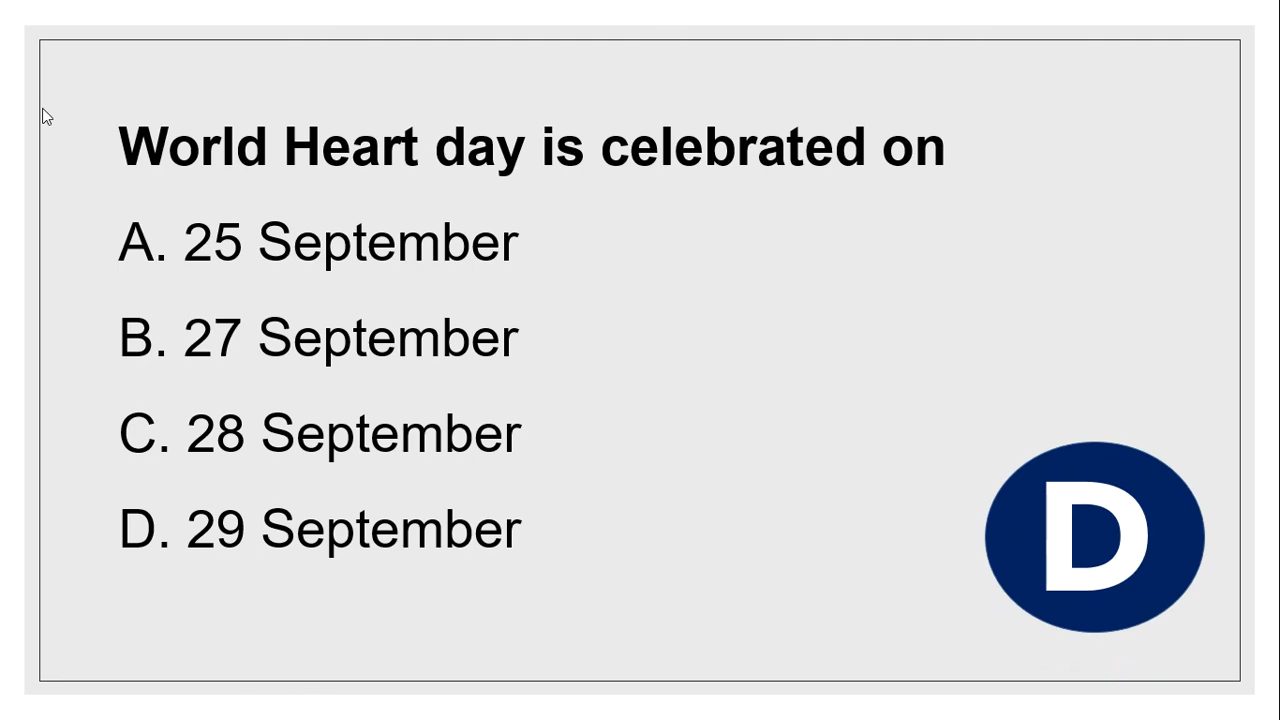 World Heart day is celebrated on
A. 25 September
B. 27 September
C. 28 September
D. 29 September
D